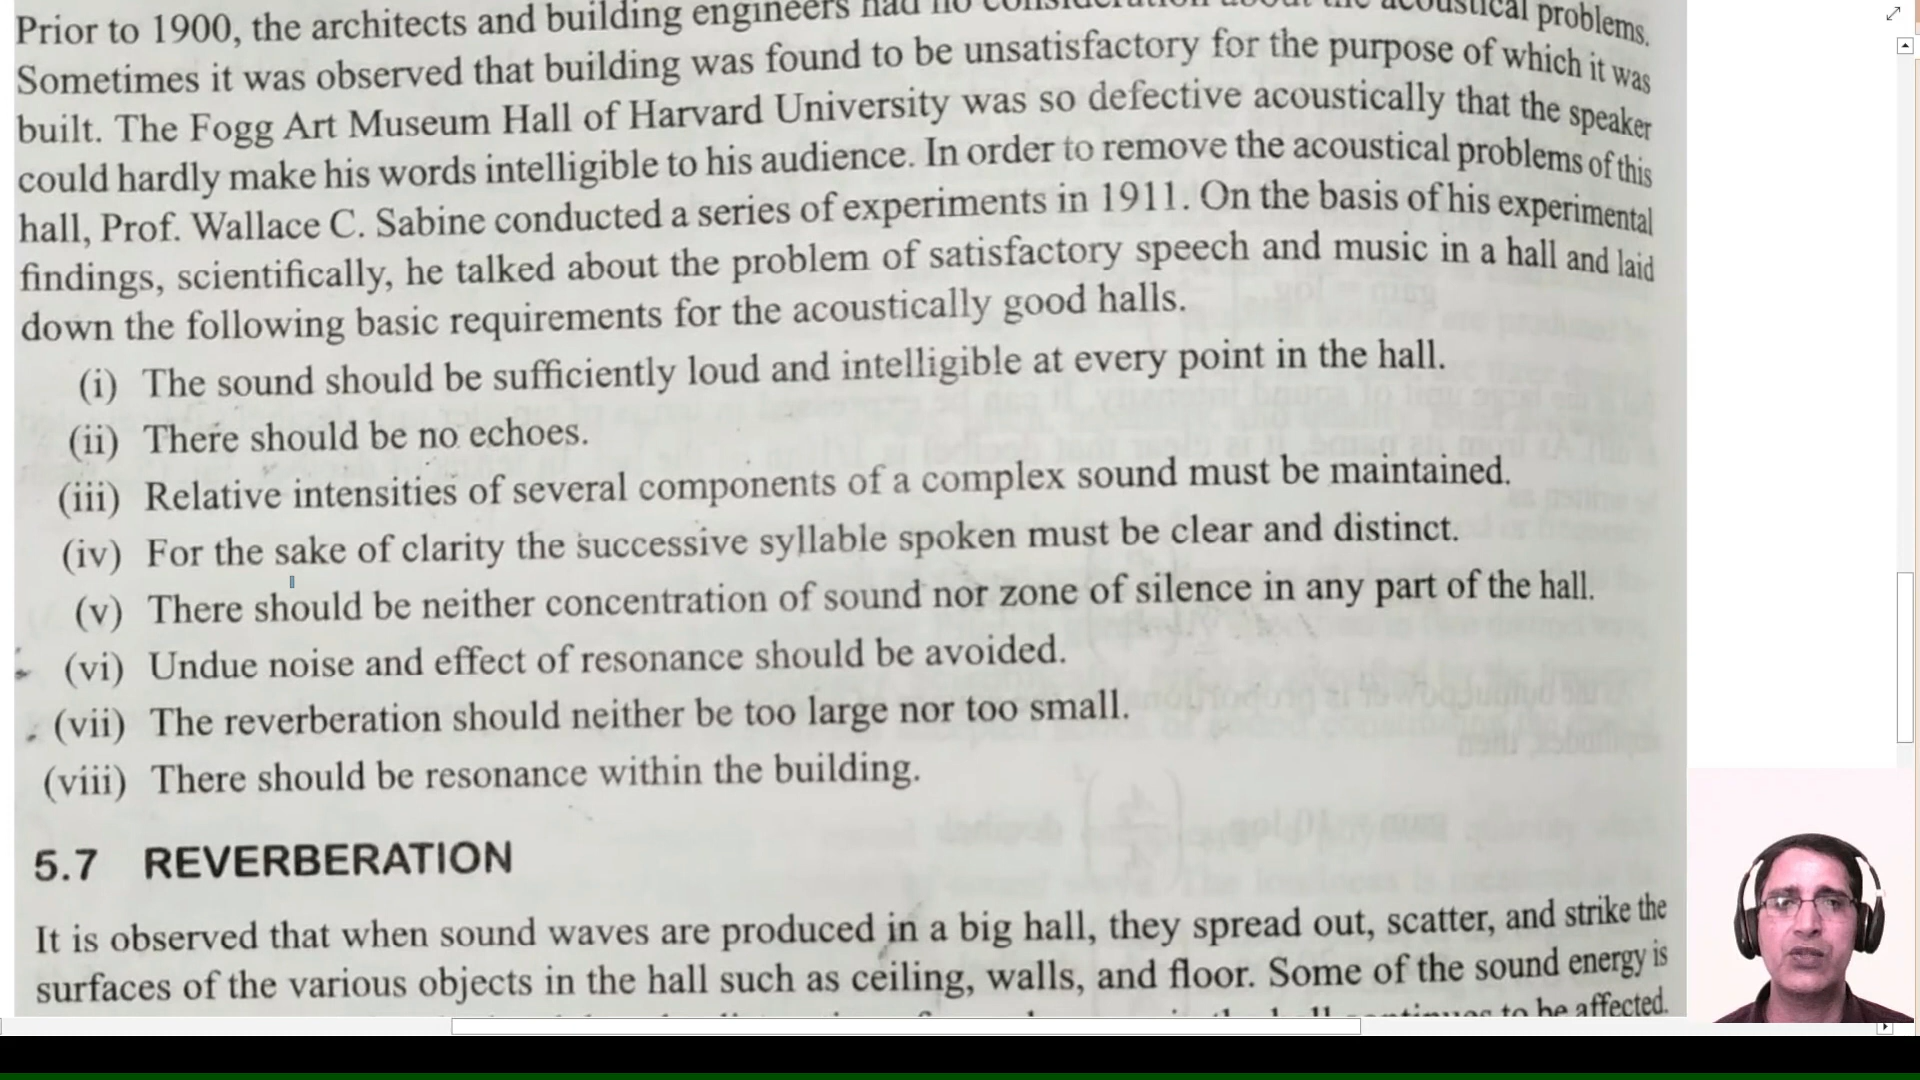 Prior to 1900, the architects and building engineers had no consideration about the acoustical problems.
Sometimes it was observed that building was found to be unsatisfactory for the purpose of which it was
built. The Fogg Art Museum Hall of Harvard University was so defective acoustically that the speaker
could hardly make his words intelligible to his audience. In order to remove the acoustical problems of this
hall, Prof. Wallace C. Sabine conducted a series of experiments in 1911. On the basis of his experimental
findings, scientifically, he talked about the problem of satisfactory speech and music in a hall and laid
down the following basic requirements for the acoustically good halls.
(i) The sound should be sufficiently loud and intelligible at every point in the hall.
(ii) There should be no echoes.
(iii) Relative intensities of several components of a complex sound must be maintained.
(iv) For the sake of clarity the successive syllable spoken must be clear and distinct.
(v) There should be neither concentration of sound nor zone of silence in any part of the hall.
(vi) Undue noise and effect of resonance should be avoided.
(vii) The reverberation should neither be too large nor too small.
(viii) There should be resonance within the building.
5.7 REVERBERATION
It is observed that when sound waves are produced in a big hall, they spread out, scatter, and strike the
surfaces of the various objects in the hall such as ceiling, walls, and floor. Some of the sound energy is
to be affected.